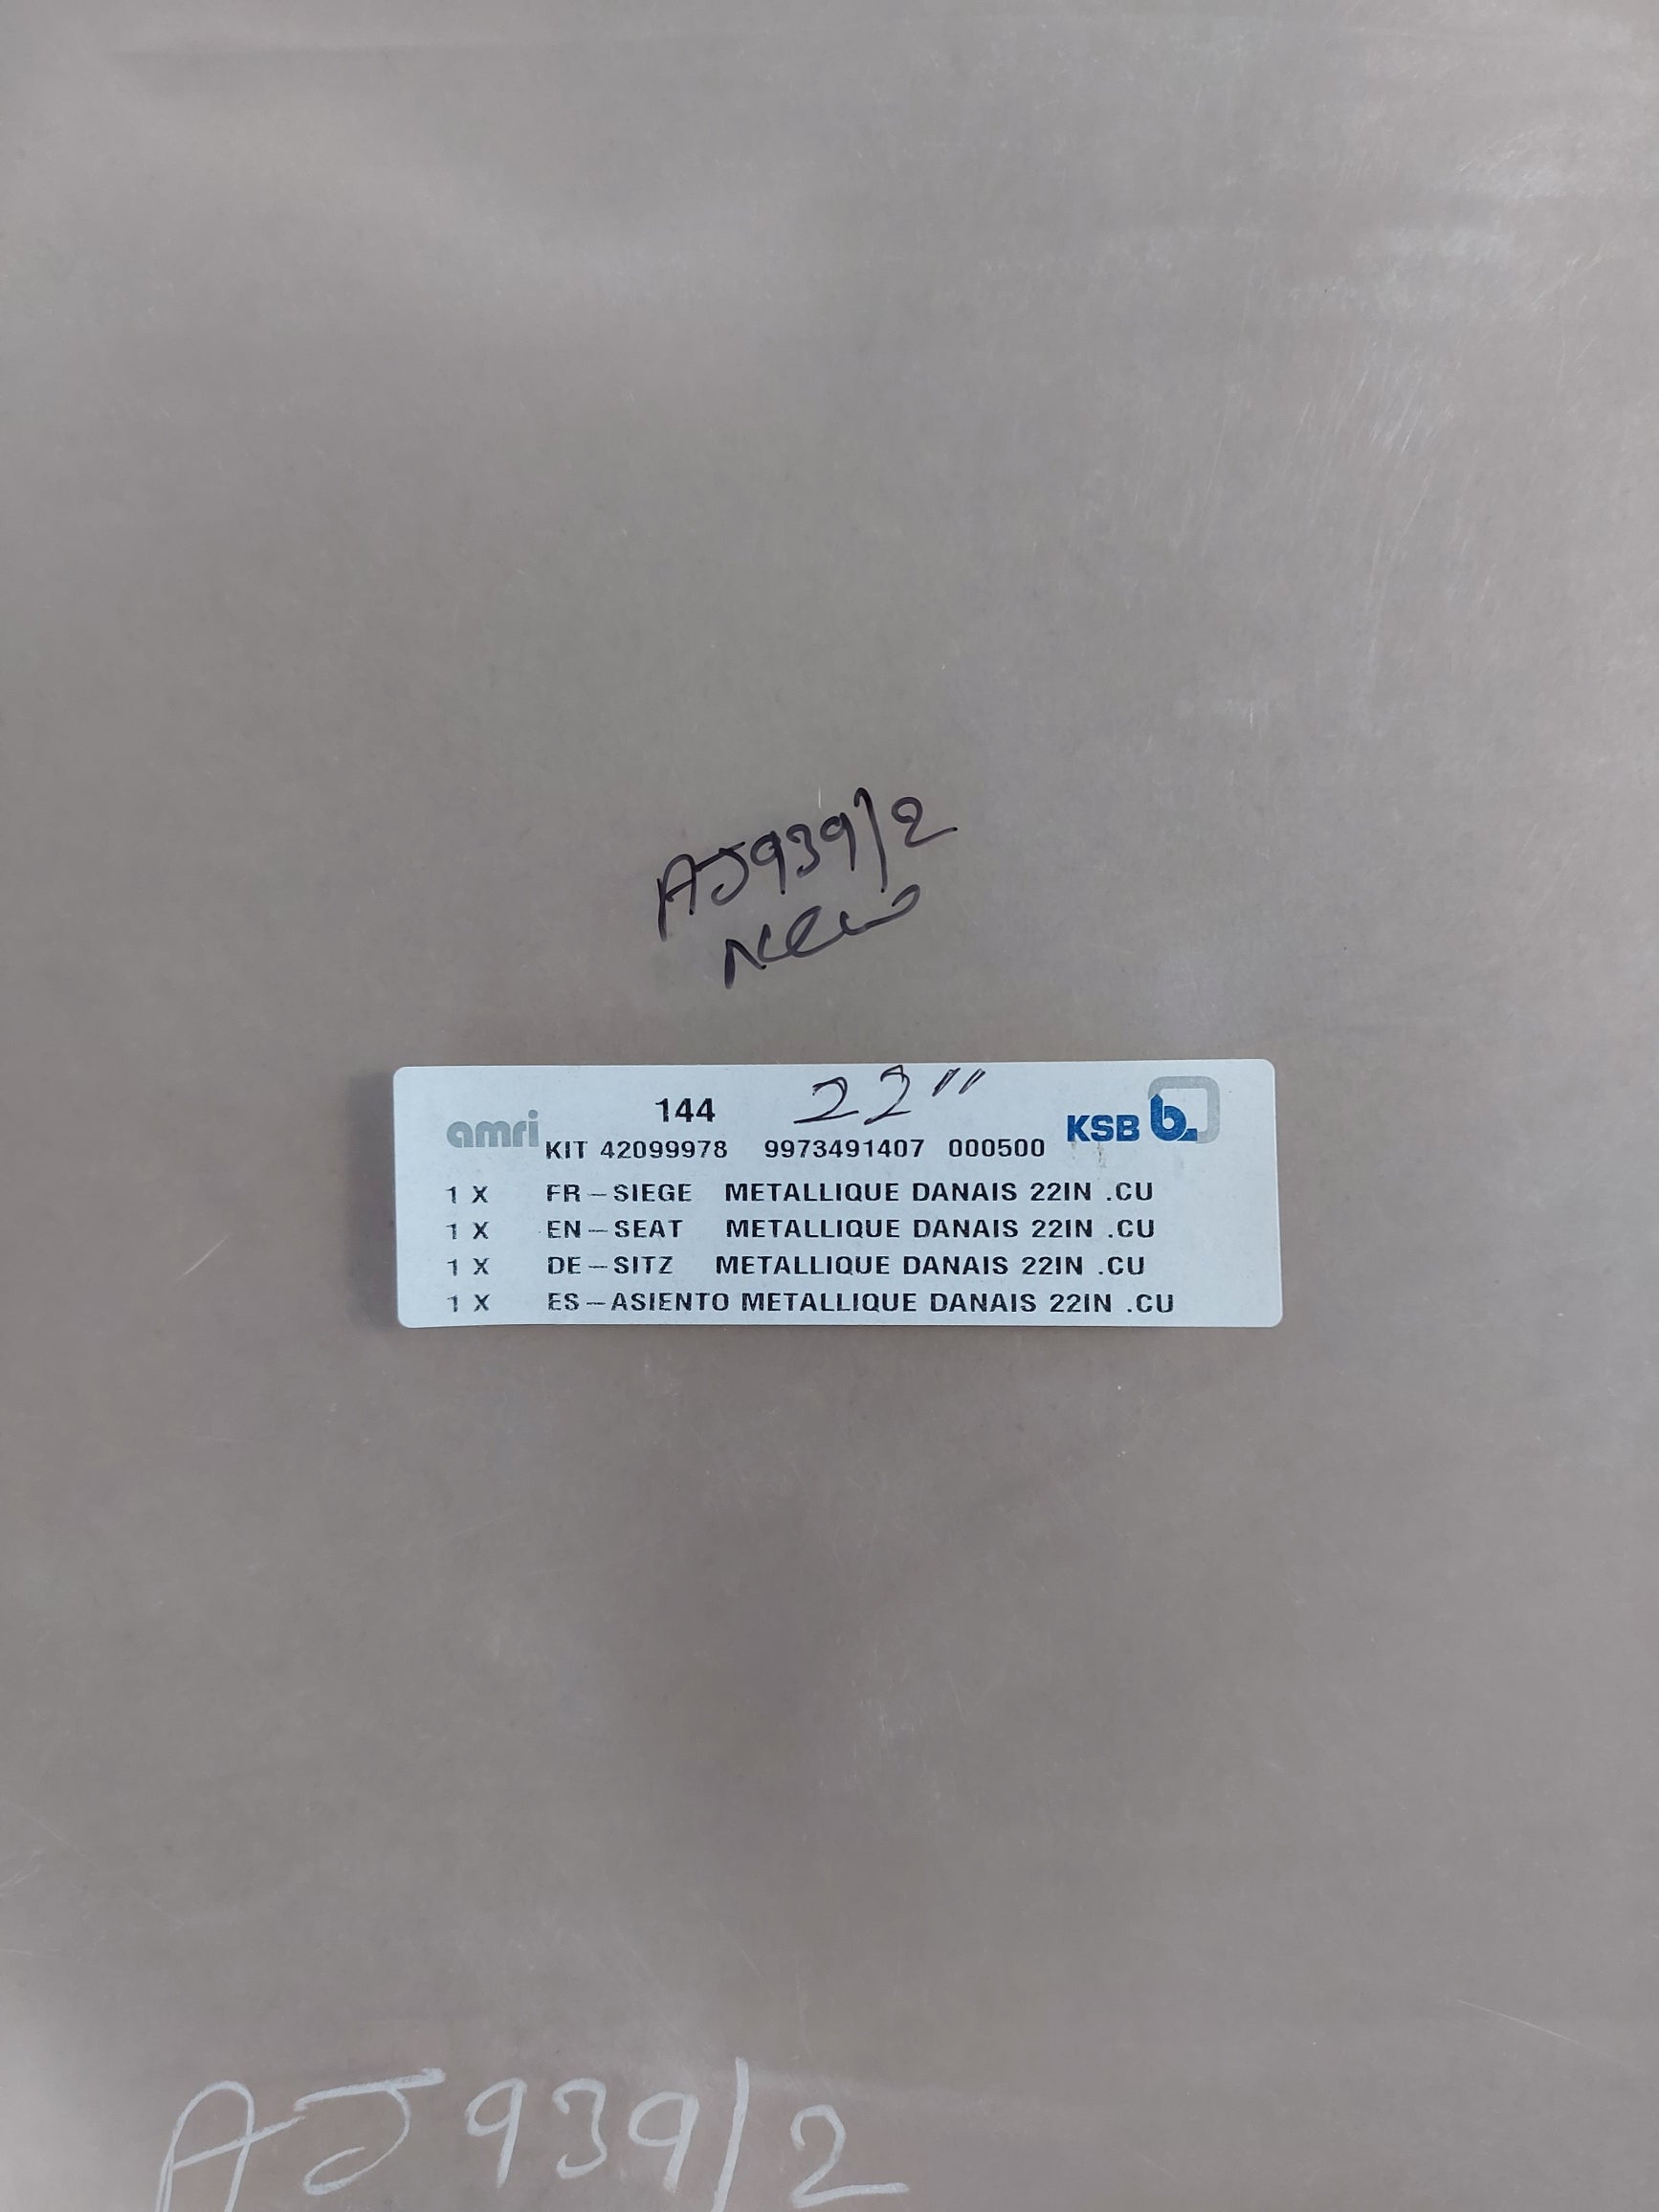 AJ939/2
New
144 22"
amri KIT 42099978 9973491407 000500 KSB b.
1 X FR-SIEGE METALLIQUE DANAIS 22IN .CU
1 X EN-SEAT METALLIQUE DANAIS 22IN .CU
1 X DE-SITZ METALLIQUE DANAIS 22IN .CU
1 X ES-ASIENTO METALLIQUE DANAIS 22IN .CU
AJ939/2